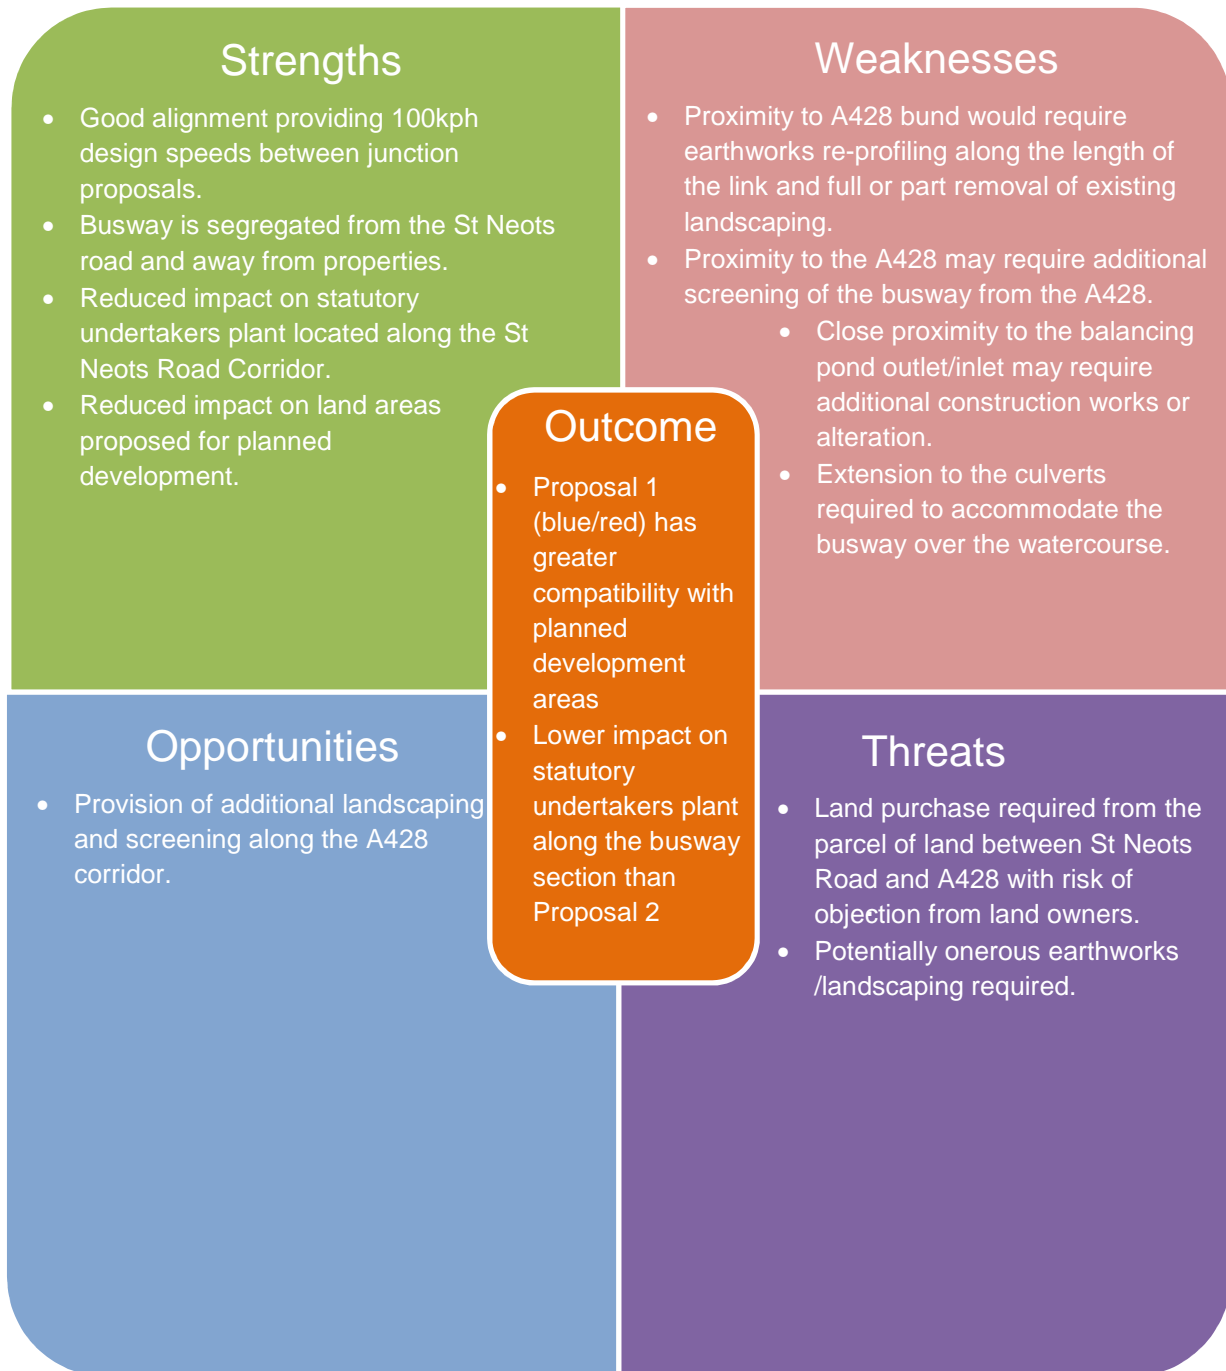 Strengths
• Good alignment providing 100kph
design speeds between junction
proposals.
• Busway is segregated from the St Neots
road and away from properties.
• Reduced impact on statutory
undertakers plant located along the St
Neots Road Corridor.
• Reduced impact on land areas
proposed for planned
development.
Weaknesses
• Proximity to A428 bund would require
earthworks re-profiling along the length of
the link and full or part removal of existing
landscaping.
• Proximity to the A428 may require additional
screening of the busway from the A428.
• Close proximity to the balancing
pond outlet/inlet may require
additional construction works or
alteration.
• Extension to the culverts
required to accommodate the
busway over the watercourse.
Outcome
• Proposal 1
(blue/red) has
greater
compatibility with
planned
development
areas
• Lower impact on
statutory
undertakers plant
along the busway
section than
Proposal 2
Opportunities
• Provision of additional landscaping
and screening along the A428
corridor.
Threats
• Land purchase required from the
parcel of land between St Neots
Road and A428 with risk of
objection from land owners.
• Potentially onerous earthworks
/landscaping required.